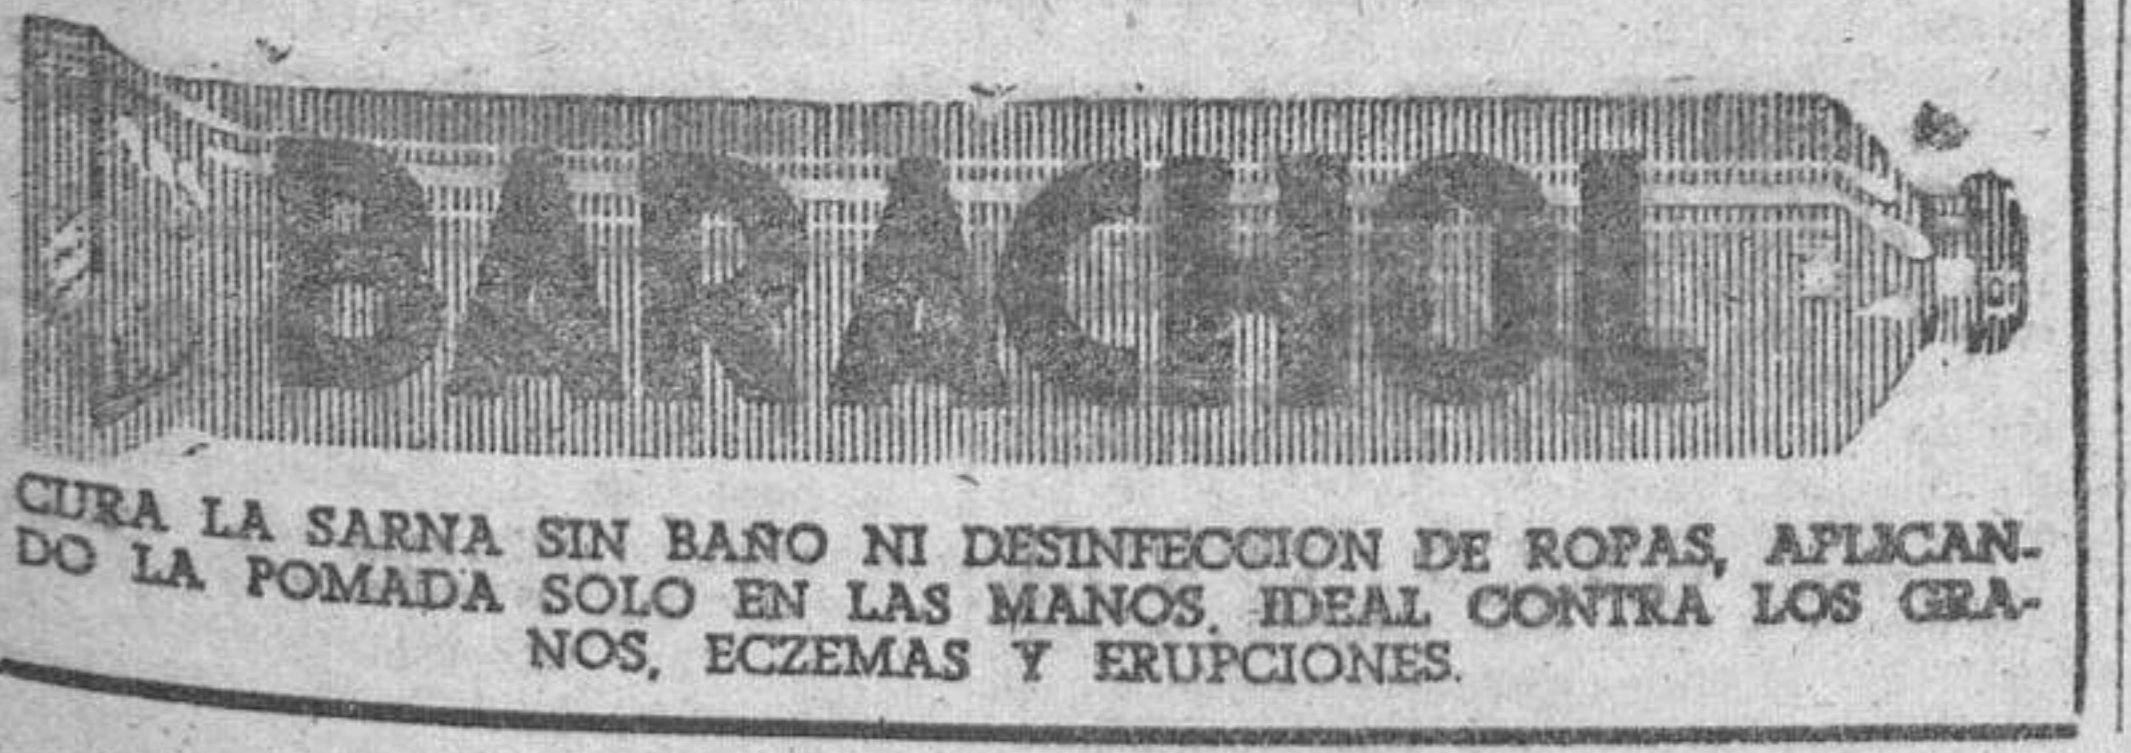 BARACHOL
CURA LA SARNA SIN BAÑO NI DESINFECCION DE ROPAS, APLICAN-
DO LA POMADA SOLO EN LAS MANOS. IDEAL CONTRA LOS GRA-
NOS, ECZEMAS Y ERUPCIONES.